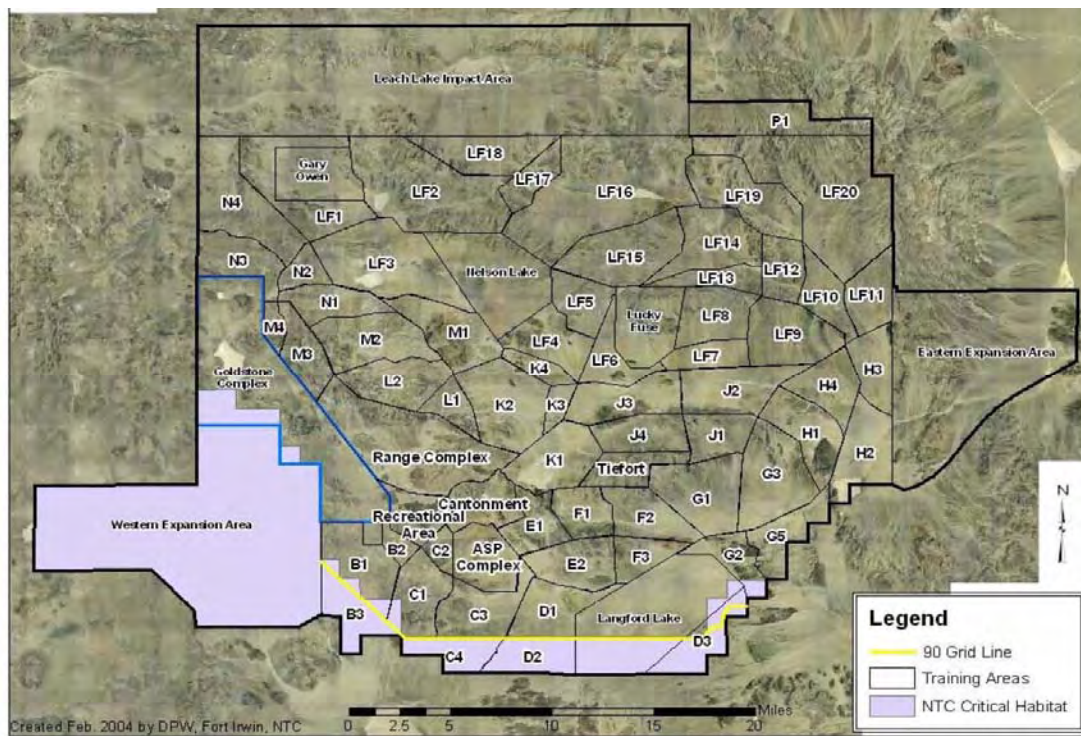 Leach Lake Impact Area
P1
LF18
Gary
Owen
LF17
LF2
LF16
LF19
LF20
N4
LF1
N3
N2
LF3
Nelson Lake
LF15
LF14
LF13
LF12
LF10
LF11
N1
LF5
Lucky
Fuse
LF8
LF9
M4
M2
M1
LF4
M3
LF6
LF7
Eastern Expansion Area
Goldstone
Complex
K4
H3
L2
L1
K2
K3
J3
J2
H4
J4
J1
H1
Range Complex
K1
Tiefort
G3
H2
Cantonment
G1
Western Expansion Area
Recreational
Area
E1
F1
F2
G5
B2
C2
ASP
Complex
B1
E2
F3
G2
C1
B3
C3
D1
Langford Lake
D3
C4
D2
N
Legend
90 Grid Line
Training Areas
NTC Critical Habitat
Created Feb. 2004 by DPW, Fort Irwin, NTC
0 2.5 5 10 15 20
Miles